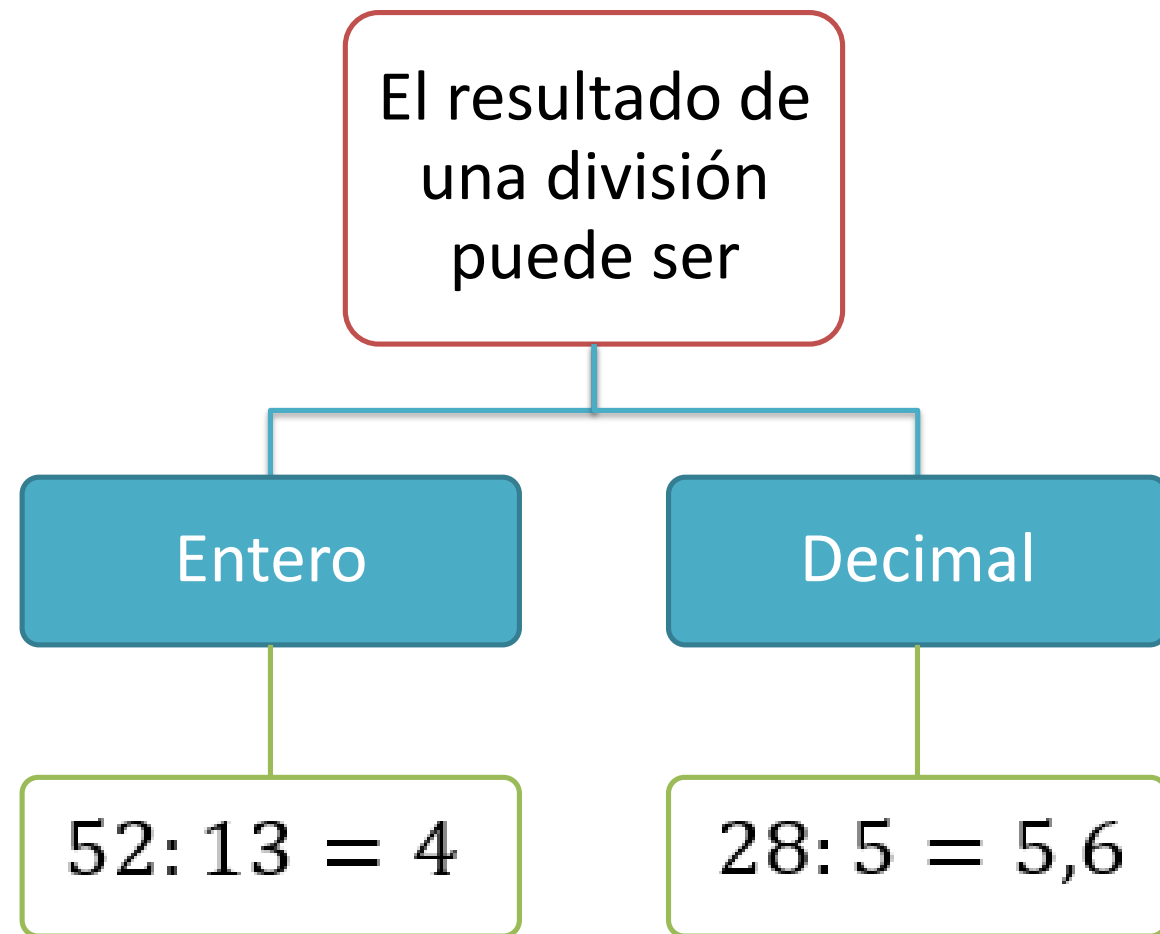 El resultado de
una división
puede ser
Entero
Decimal
52: 13 = 4
28: 5 = 5,6